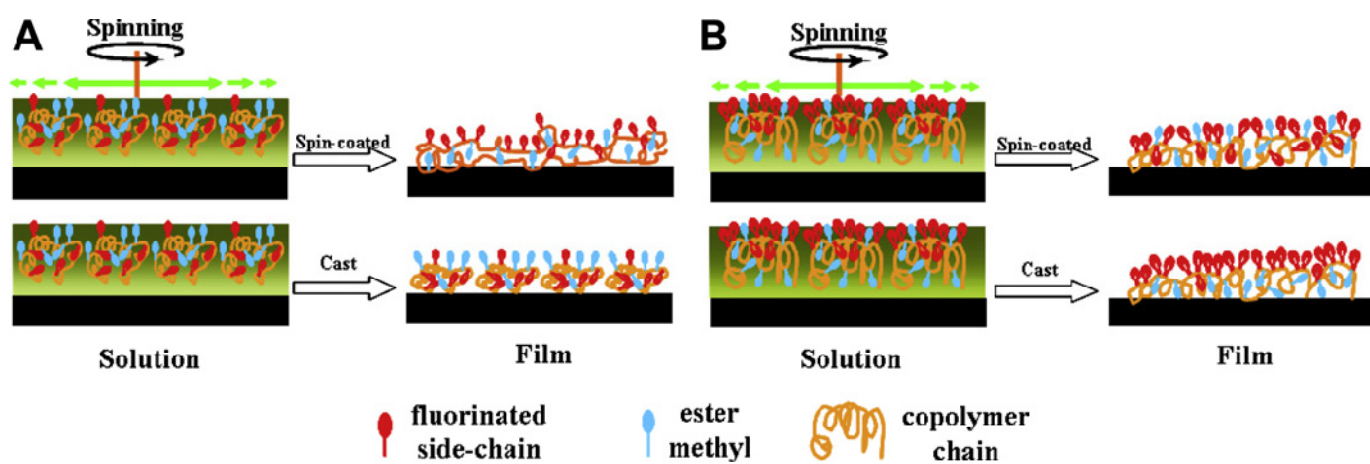 A
Spinning
Spin-coated
Cast
Solution
Film
B
Spinning
Spin-coated
Cast
Solution
Film
fluorinated
side-chain
ester
methyl
copolymer
chain